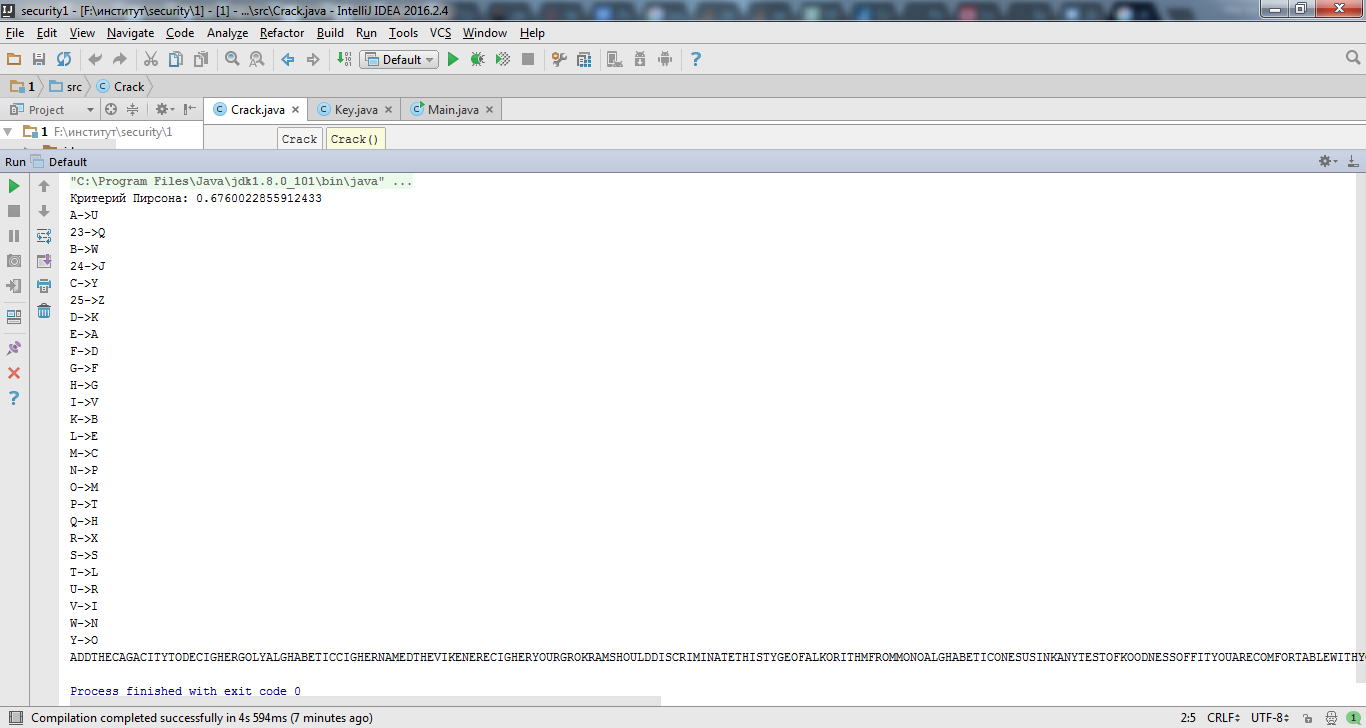 security1 - [F:\институт\security\1] - [1] - ...\src\Crack.java - IntelliJ IDEA 2016.2.4
File Edit View Navigate Code Analyze Refactor Build Run Tools VCS Window Help
Default
1 src Crack
Project Crack.java Key.java Main.java
1 F:\институт\security\1
Crack Crack()
Run Default
"C:\Program Files\Java\jdk1.8.0_101\bin\java" ...
Критерий Пирсона: 0.6760022855912433
A->U
23->Q
B->W
24->J
C->Y
25->Z
D->K
E->A
F->D
G->F
H->G
I->V
K->B
L->E
M->C
N->P
O->M
P->T
Q->H
R->X
S->S
T->L
U->R
V->I
W->N
Y->O
ADDTHECAGACITYTODECIGHERGOLYALGHABETICCIGHERNAMEDTHEVIKENERECIGHERYOURGROKRAMSHOULDDISCRIMINATETHISTYGEOFALKORITHMFROMMONOALGHABETICONESUSINKANYTESTOFKOODNESSOFFITYOUARECOMFORTABLEWITHY
Process finished with exit code 0
Compilation completed successfully in 4s 594ms (7 minutes ago) 2:5 CRLF UTF-8 1